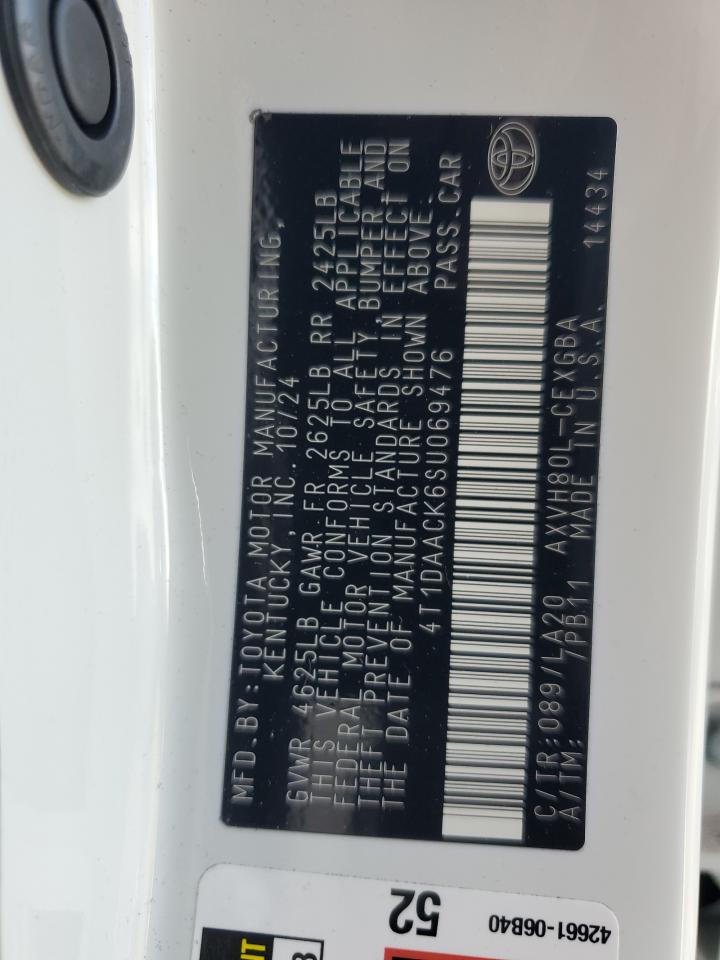 MFD.BY:TOYOTA MOTOR MANUFACTURING,
KENTUCKY,INC.10/24
GVWR 4625LB GAWR FR 2625LB RR 2425LB
THIS VEHICLE CONFORMS TO ALL APPLICABLE
FEDERAL MOTOR VEHICLE SAFETY,BUMPER,AND
THEFT PREVENTION STANDARDS IN EFFECT ON
THE DATE OF MANUFACTURE SHOWN ABOVE.
4T1DAACK6SU069476 PASS.CAR
C/TR:089/LA20 AXVH80L-CEXGBA
A/TM: /PB11 MADE IN U.S.A. 14434
52
42661-06B40